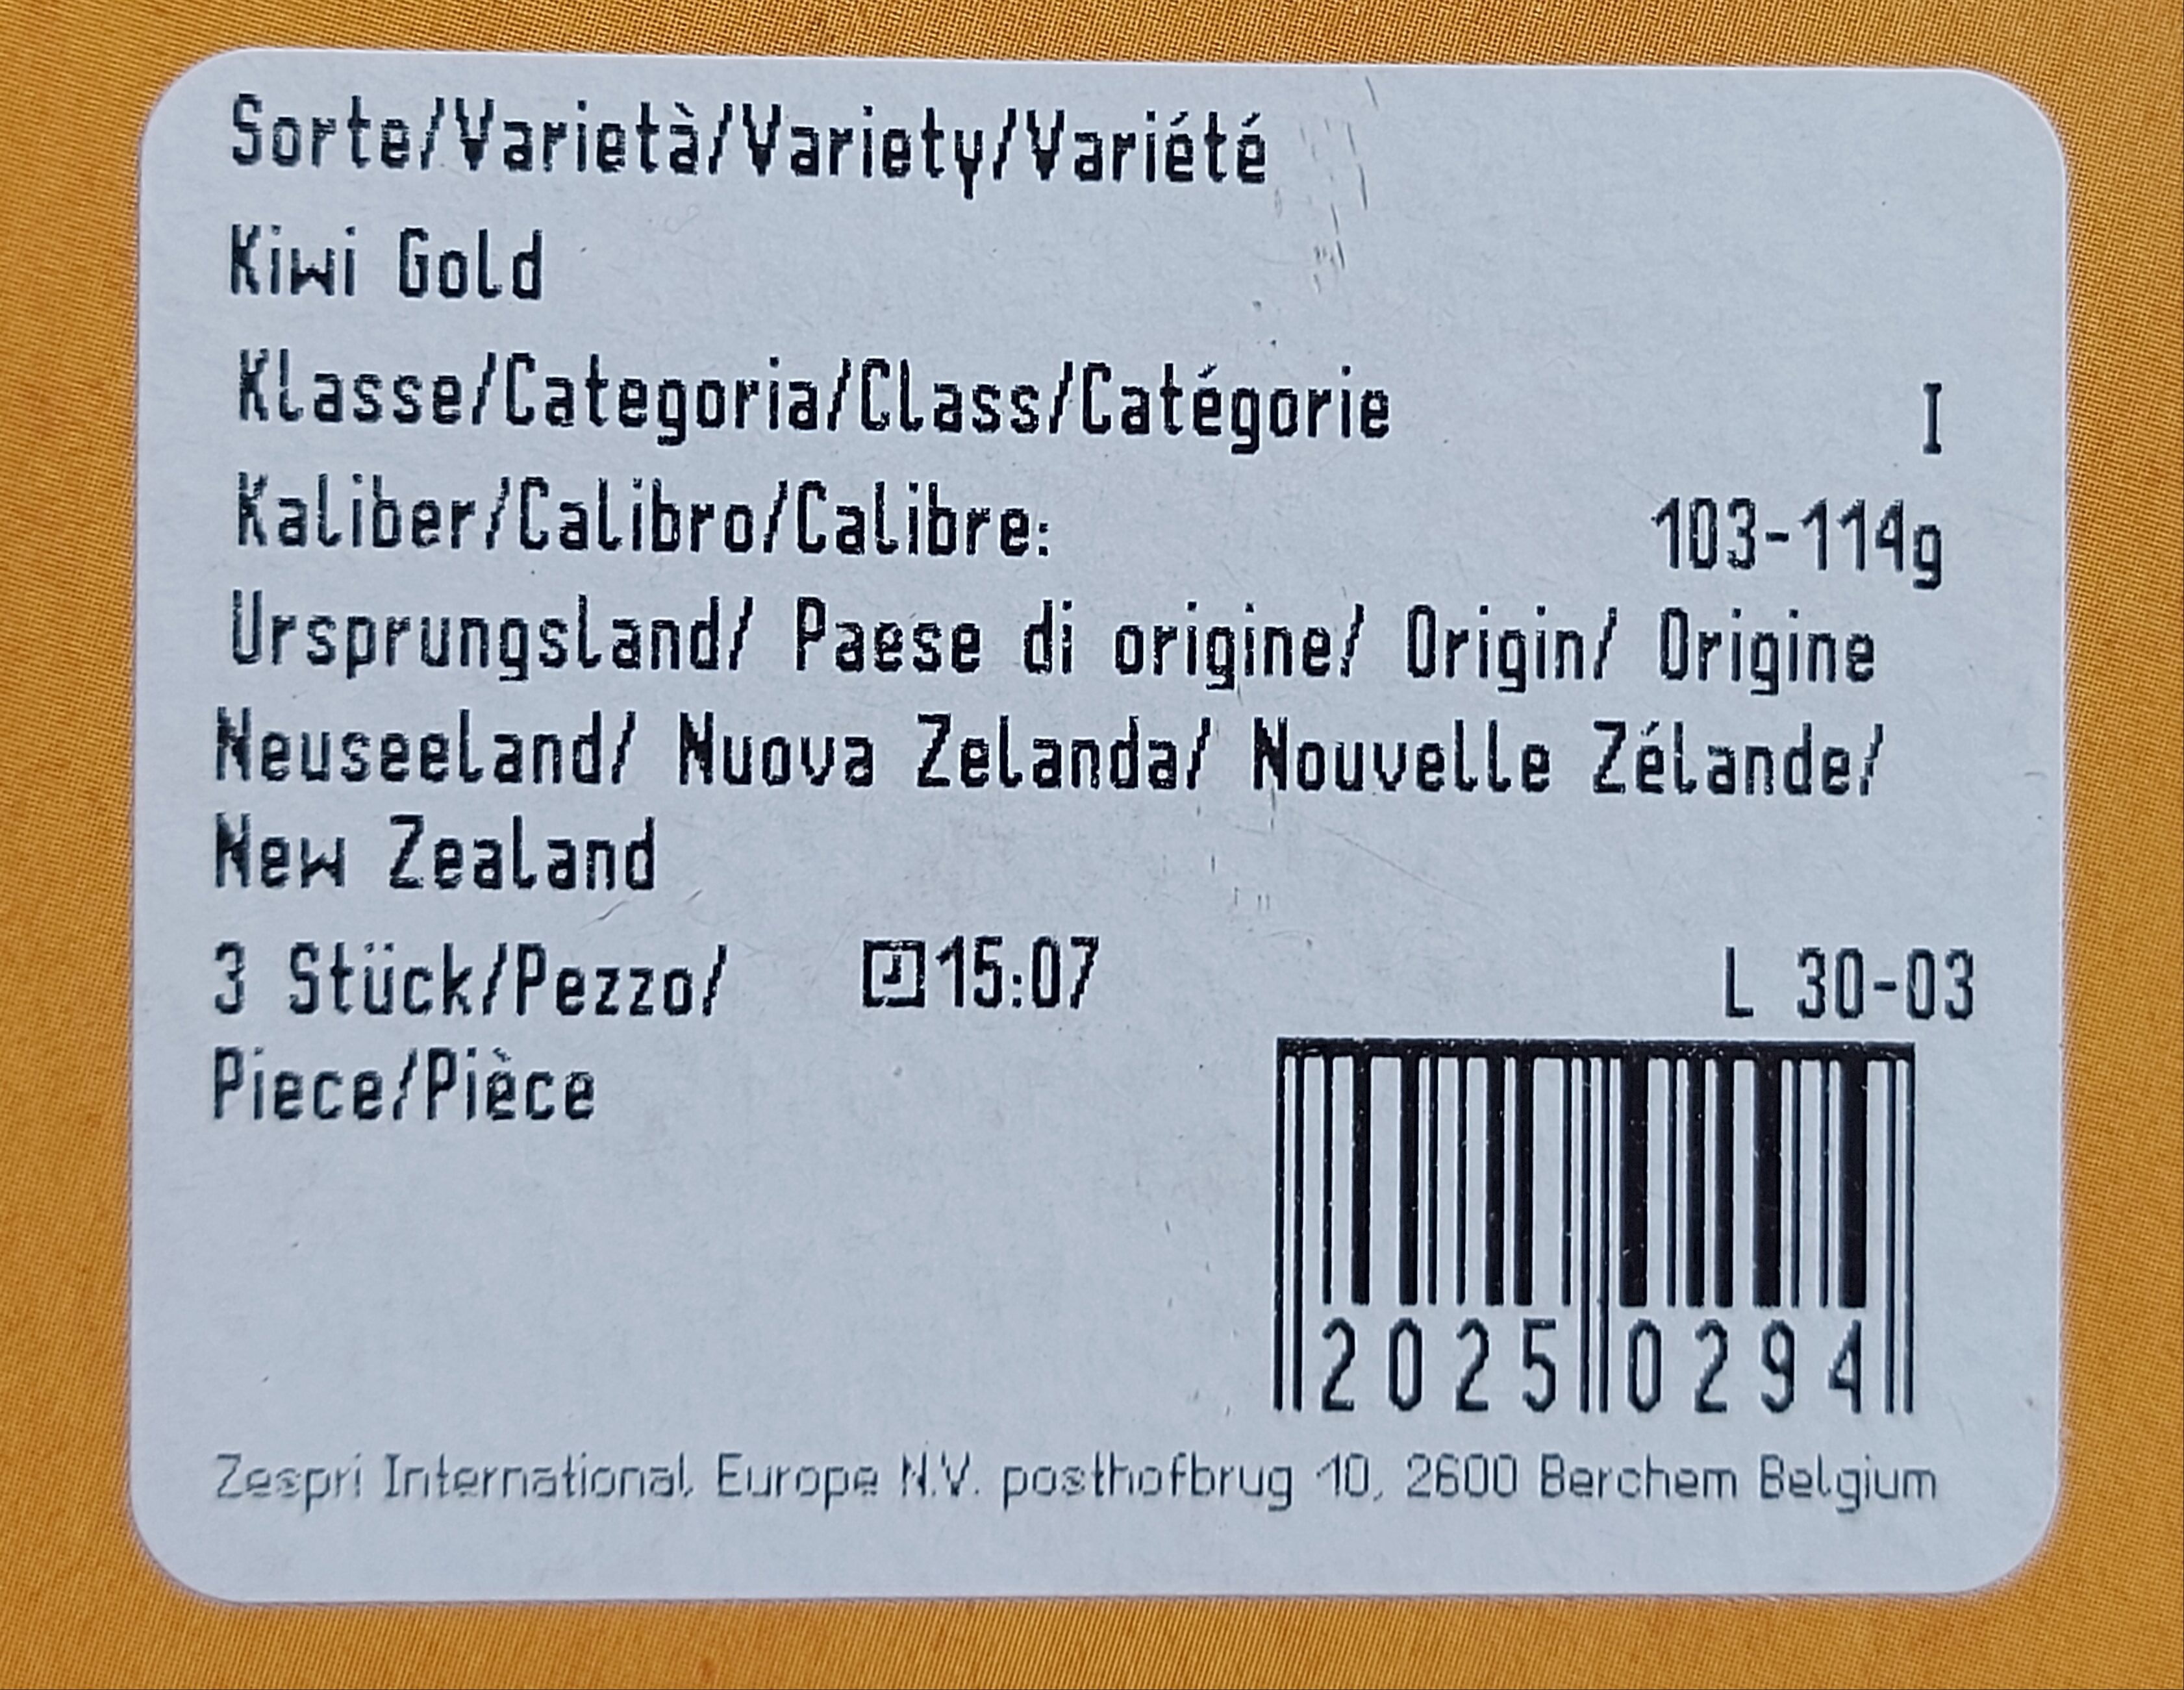 Sorte/Varietà/Variety/Variété
Kiwi Gold
Klasse/Categoria/Class/Catégorie I
Kaliber/Calibro/Calibre: 103-114g
Ursprungsland/ Paese di origine/ Origin/ Origine
Neuseeland/ Nuova Zelanda/ Nouvelle Zélande/
New Zealand
3 Stück/Pezzo/ 15:07 L 30-03
Piece/Pièce
2025 0294
Zespri International, Europe N.V. posthofbrug 10, 2600 Berchem Belgium